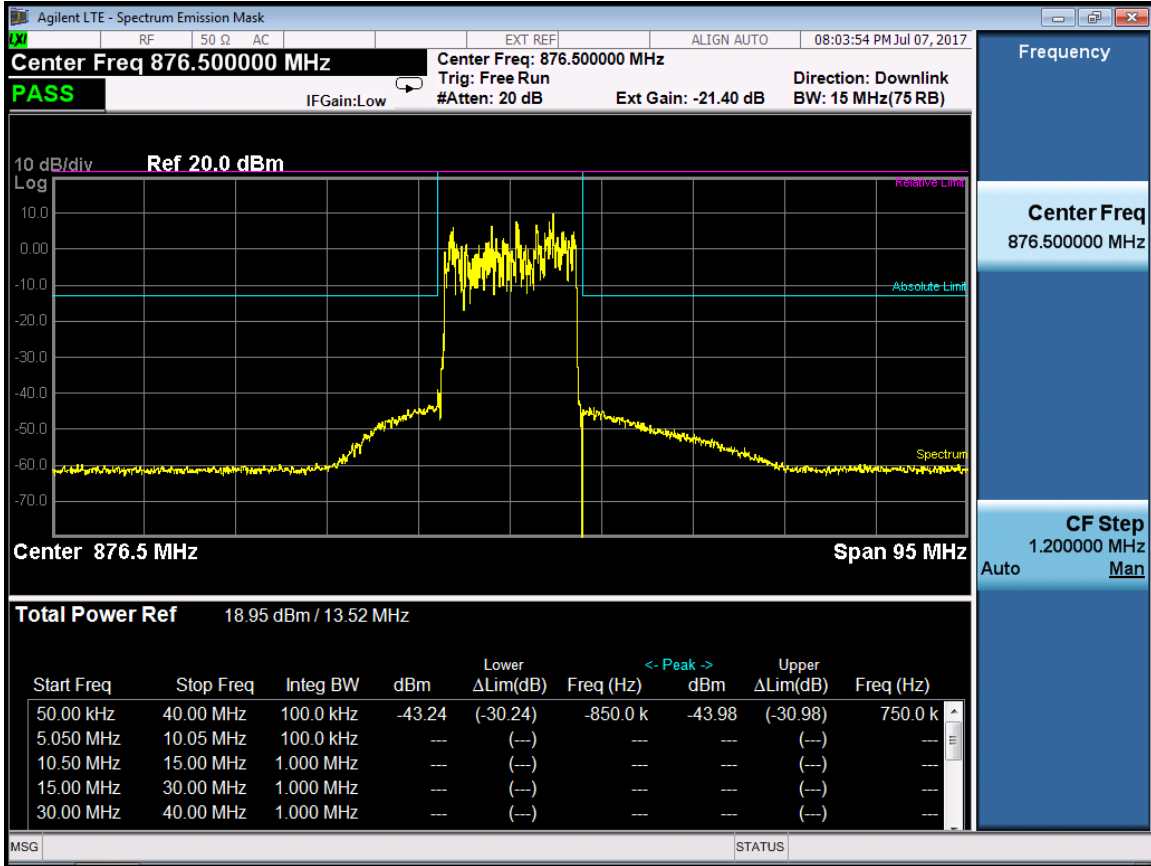 Agilent LTE - Spectrum Emission Mask
LXI RF 50 Ω AC EXT REF ALIGN AUTO 08:03:54 PM Jul 07, 2017
Center Freq 876.500000 MHz
Center Freq: 876.500000 MHz
Trig: Free Run Direction: Downlink
PASS IFGain:Low #Atten: 20 dB Ext Gain: -21.40 dB BW: 15 MHz(75 RB)
Frequency
10 dB/div Ref 20.0 dBm
Log
Relative Limit
10.0
0.00
-10.0
Absolute Limit
-20.0
-30.0
-40.0
-50.0
Spectrum
-60.0
-70.0
Center 876.5 MHz Span 95 MHz
Center Freq
876.500000 MHz
CF Step
1.200000 MHz
Auto Man
Total Power Ref 18.95 dBm / 13.52 MHz
Lower <- Peak -> Upper
Start Freq Stop Freq Integ BW dBm ΔLim(dB) Freq (Hz) dBm ΔLim(dB) Freq (Hz)
50.00 kHz 40.00 MHz 100.0 kHz -43.24 (-30.24) -850.0 k -43.98 (-30.98) 750.0 k
5.050 MHz 10.05 MHz 100.0 kHz --- (---) --- --- (---) ---
10.50 MHz 15.00 MHz 1.000 MHz --- (---) --- --- (---) ---
15.00 MHz 30.00 MHz 1.000 MHz --- (---) --- --- (---) ---
30.00 MHz 40.00 MHz 1.000 MHz --- (---) --- --- (---) ---
MSG STATUS